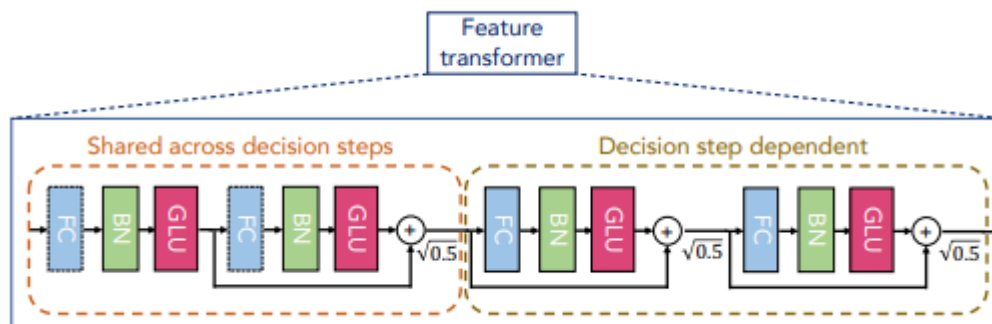 Feature
transformer
Shared across decision steps
Decision step dependent
FC
BN
GLU
FC
BN
GLU
+
√0.5
FC
BN
GLU
+
√0.5
FC
BN
GLU
+
√0.5